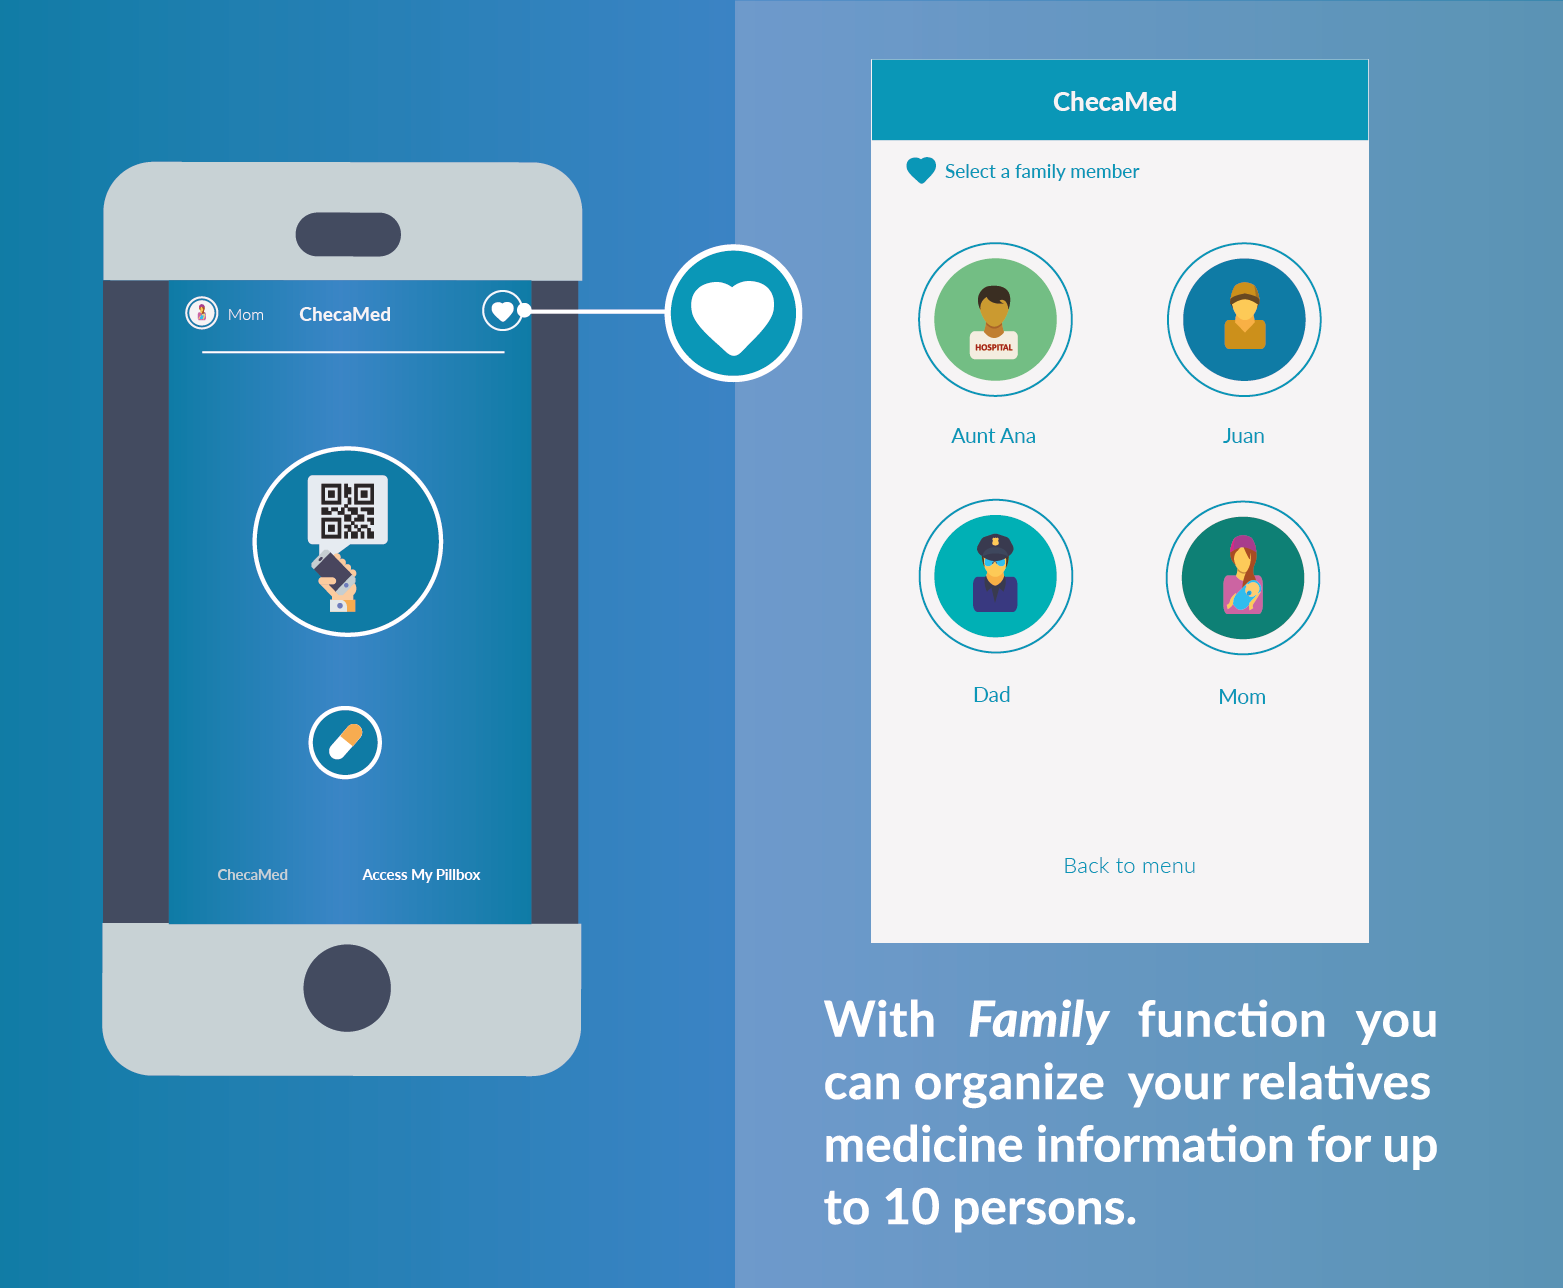 Mom
ChecaMed
ChecaMed
Access My Pillbox
ChecaMed
Select a family member
HOSPITAL
Aunt Ana
Juan
Dad
Mom
Back to menu
With Family function you
can organize your relatives
medicine information for up
to 10 persons.